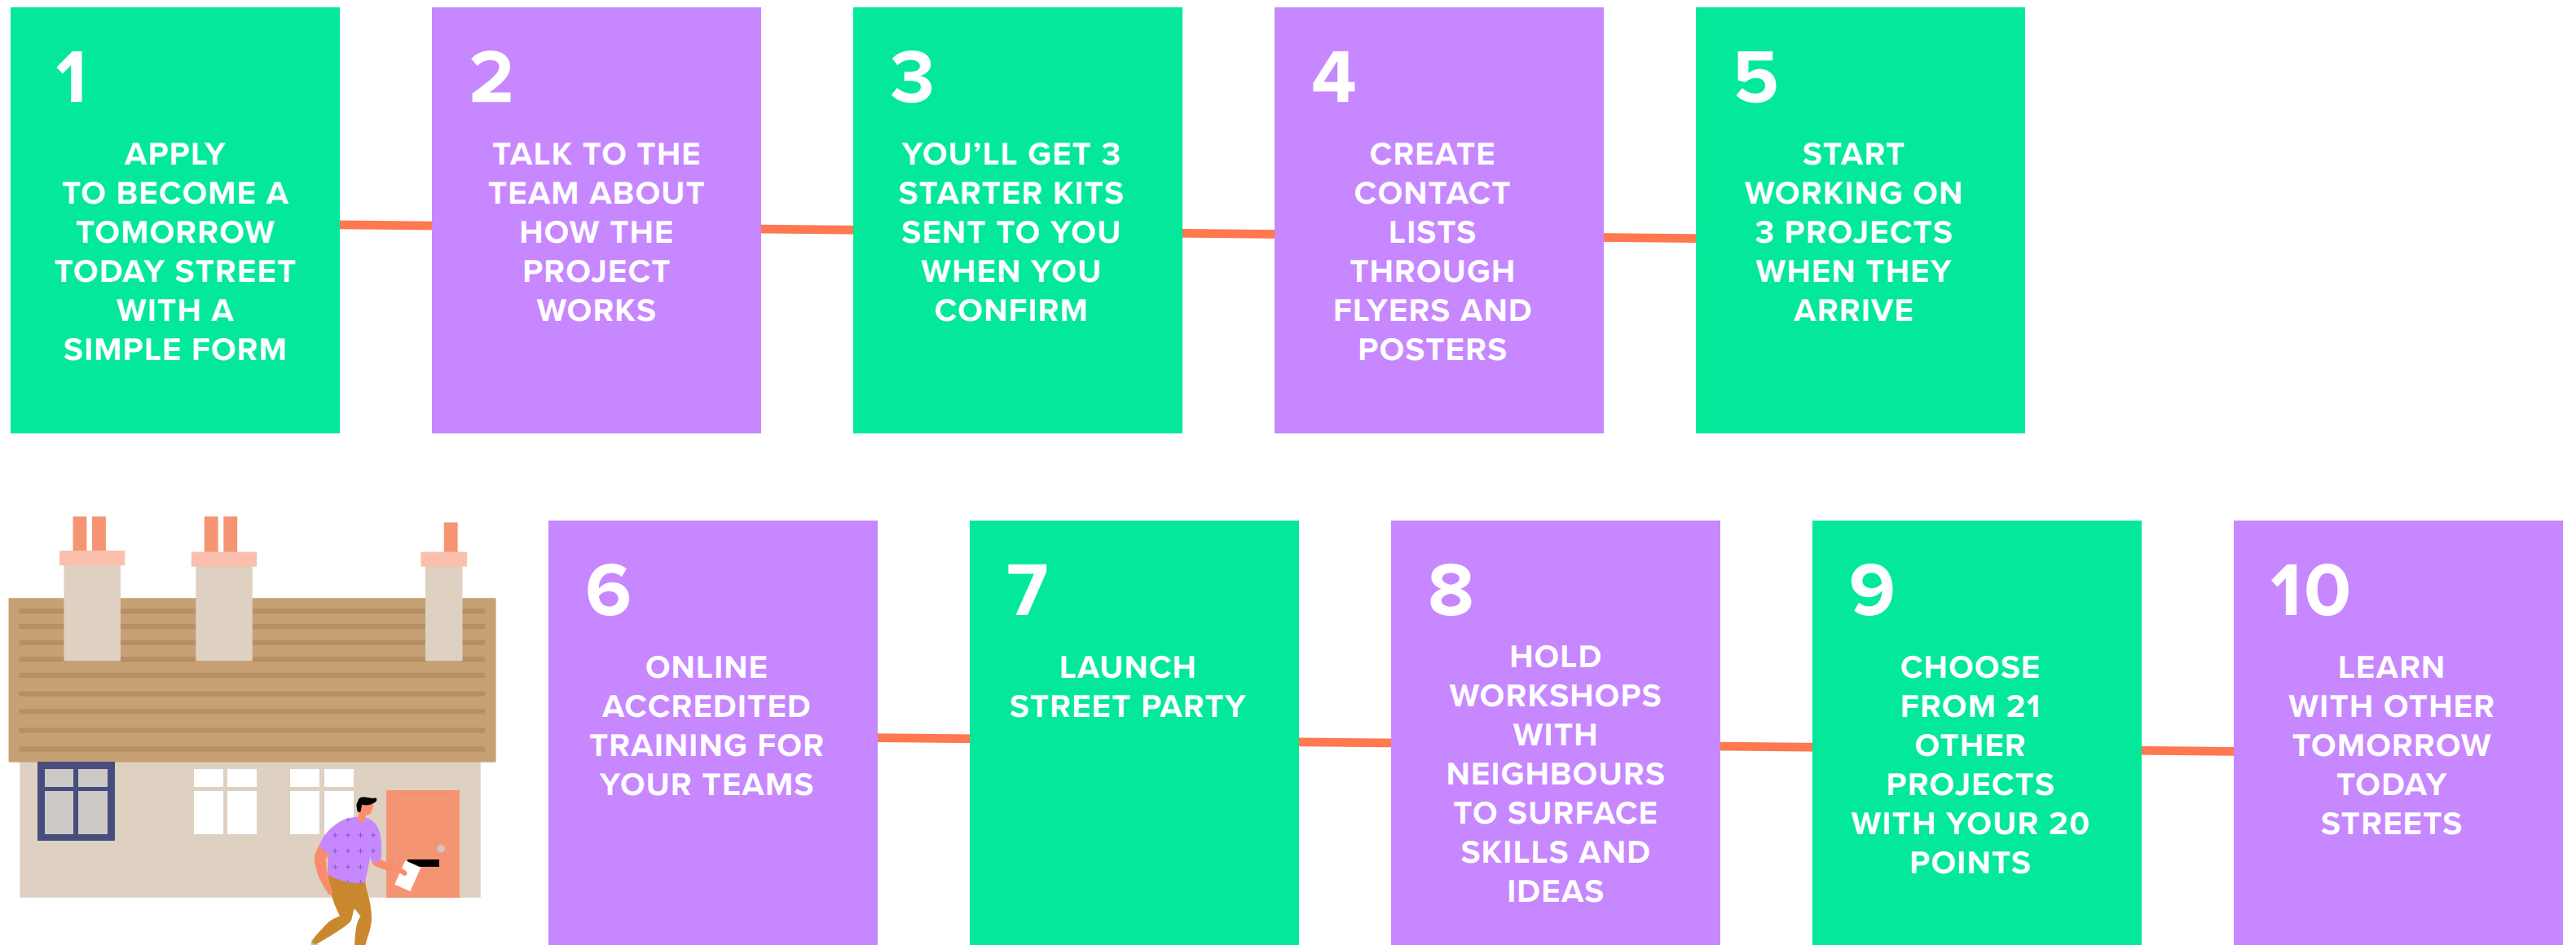 1
APPLY
TO BECOME A
TOMORROW
TODAY STREET
WITH A
SIMPLE FORM
2
TALK TO THE
TEAM ABOUT
HOW THE
PROJECT
WORKS
3
YOU’LL GET 3
STARTER KITS
SENT TO YOU
WHEN YOU
CONFIRM
4
CREATE
CONTACT
LISTS
THROUGH
FLYERS AND
POSTERS
5
START
WORKING ON
3 PROJECTS
WHEN THEY
ARRIVE
6
ONLINE
ACCREDITED
TRAINING FOR
YOUR TEAMS
7
LAUNCH
STREET PARTY
8
HOLD
WORKSHOPS
WITH
NEIGHBOURS
TO SURFACE
SKILLS AND
IDEAS
9
CHOOSE
FROM 21
OTHER
PROJECTS
WITH YOUR 20
POINTS
10
LEARN
WITH OTHER
TOMORROW
TODAY
STREETS